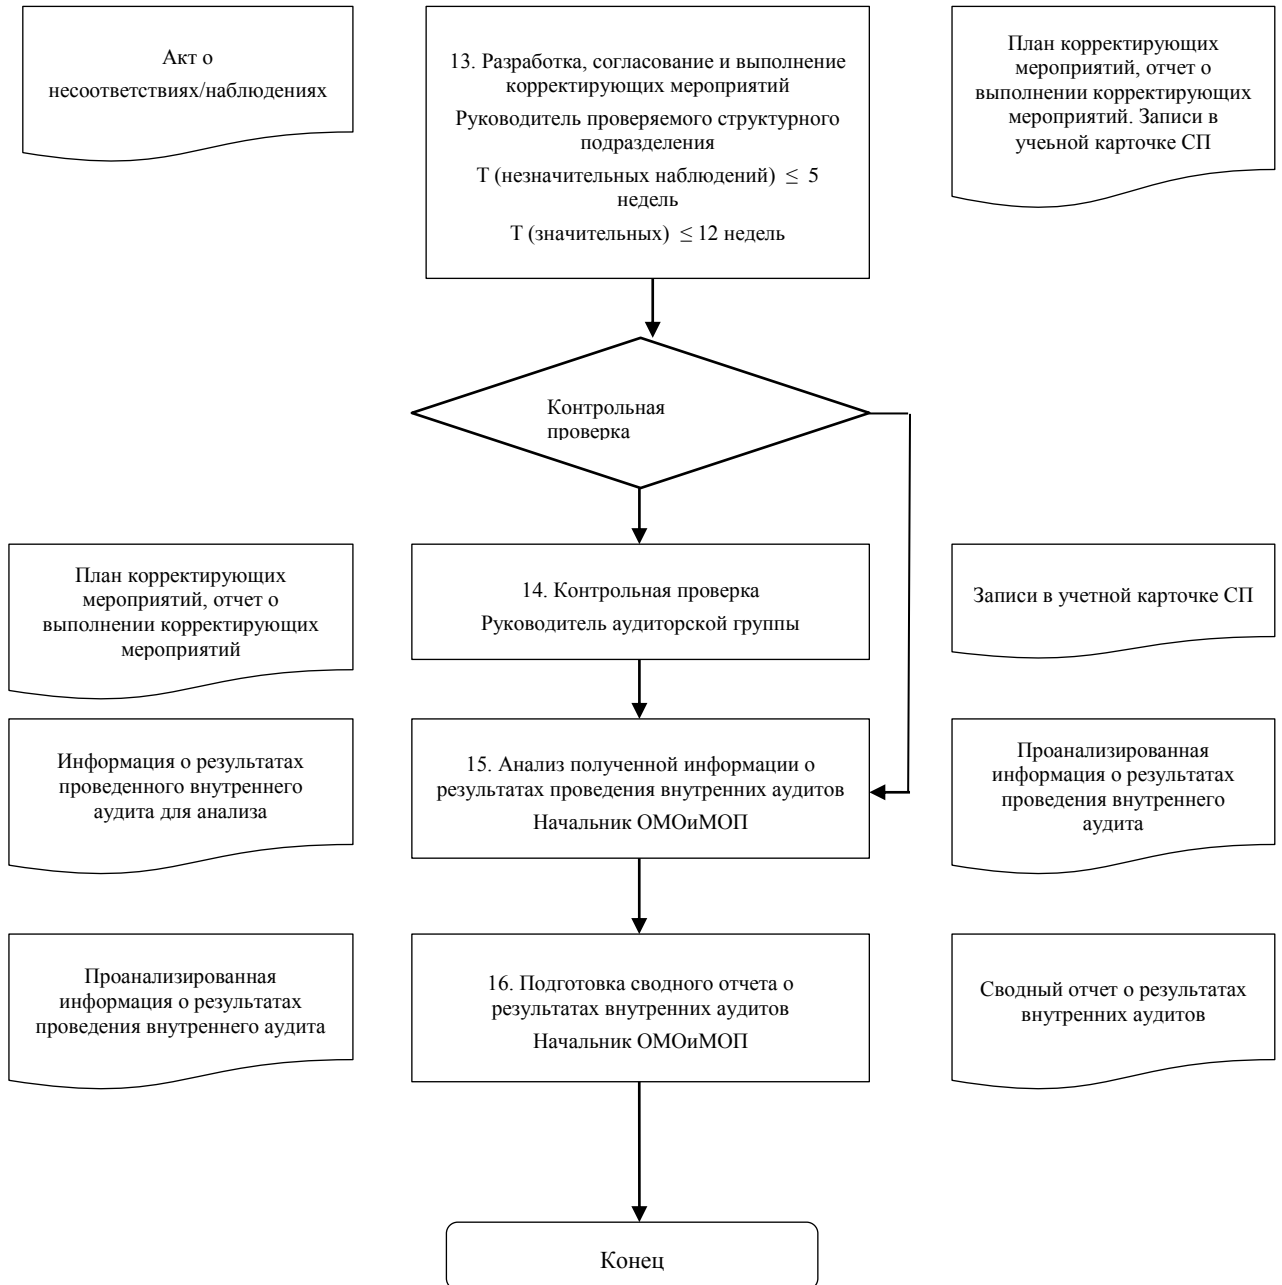 Акт о
несоответствиях/наблюдениях
13. Разработка, согласование и выполнение
корректирующих мероприятий
Руководитель проверяемого структурного
подразделения
Т (незначительных наблюдений) ≤ 5
недель
Т (значительных) ≤ 12 недель
План корректирующих
мероприятий, отчет о
выполнении корректирующих
мероприятий. Записи в
учеьной карточке СП
Контрольная
проверка
План корректирующих
мероприятий, отчет о
выполнении корректирующих
мероприятий
14. Контрольная проверка
Руководитель аудиторской группы
Записи в учетной карточке СП
Информация о результатах
проведенного внутреннего
аудита для анализа
15. Анализ полученной информации о
результатах проведения внутренних аудитов
Начальник ОМОиМОП
Проанализированная
информация о результатах
проведения внутреннего
аудита
Проанализированная
информация о результатах
проведения внутреннего аудита
16. Подготовка сводного отчета о
результатах внутренних аудитов
Начальник ОМОиМОП
Сводный отчет о результатах
внутренних аудитов
Конец